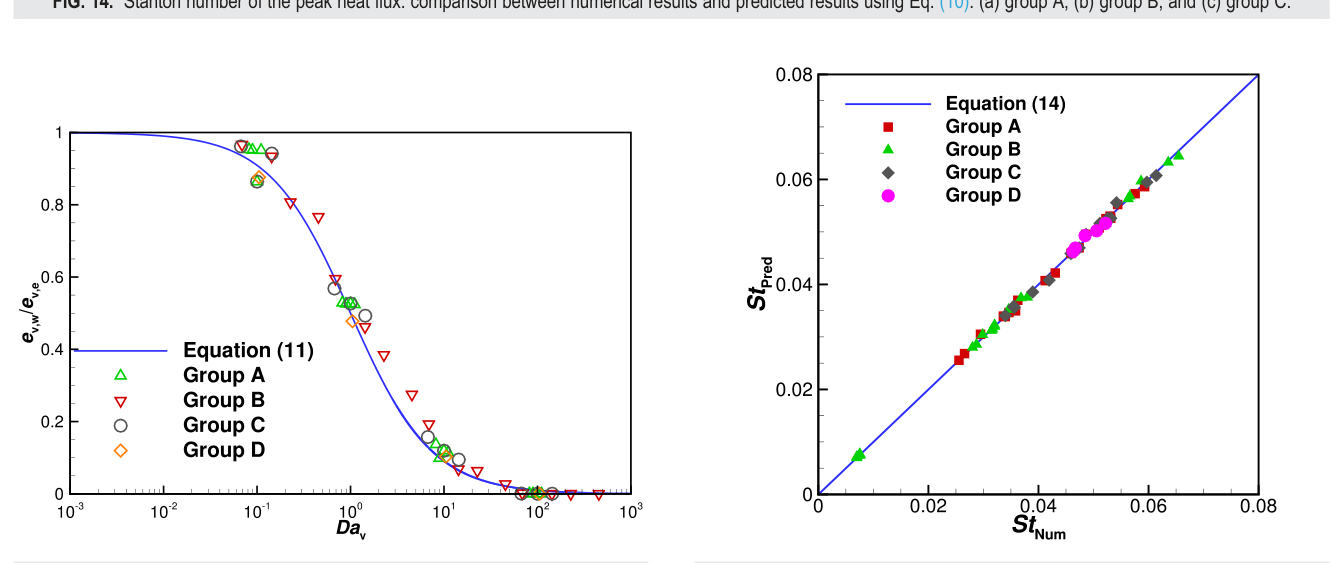 FIG. 14. Stanton number of the peak heat flux: comparison between numerical results and predicted results using Eq. (10): (a) group A, (b) group B, and (c) group C.
1
0.8
0.6
0.4
0.2
0
e_v,w/e_v,e
Equation (11)
Group A
Group B
Group C
Group D
10^-3 10^-2 10^-1 10^0 10^1 10^2 10^3
Da_v
0.08
0.06
0.04
0.02
0
St_Pred
Equation (14)
Group A
Group B
Group C
Group D
0 0.02 0.04 0.06 0.08
St_Num